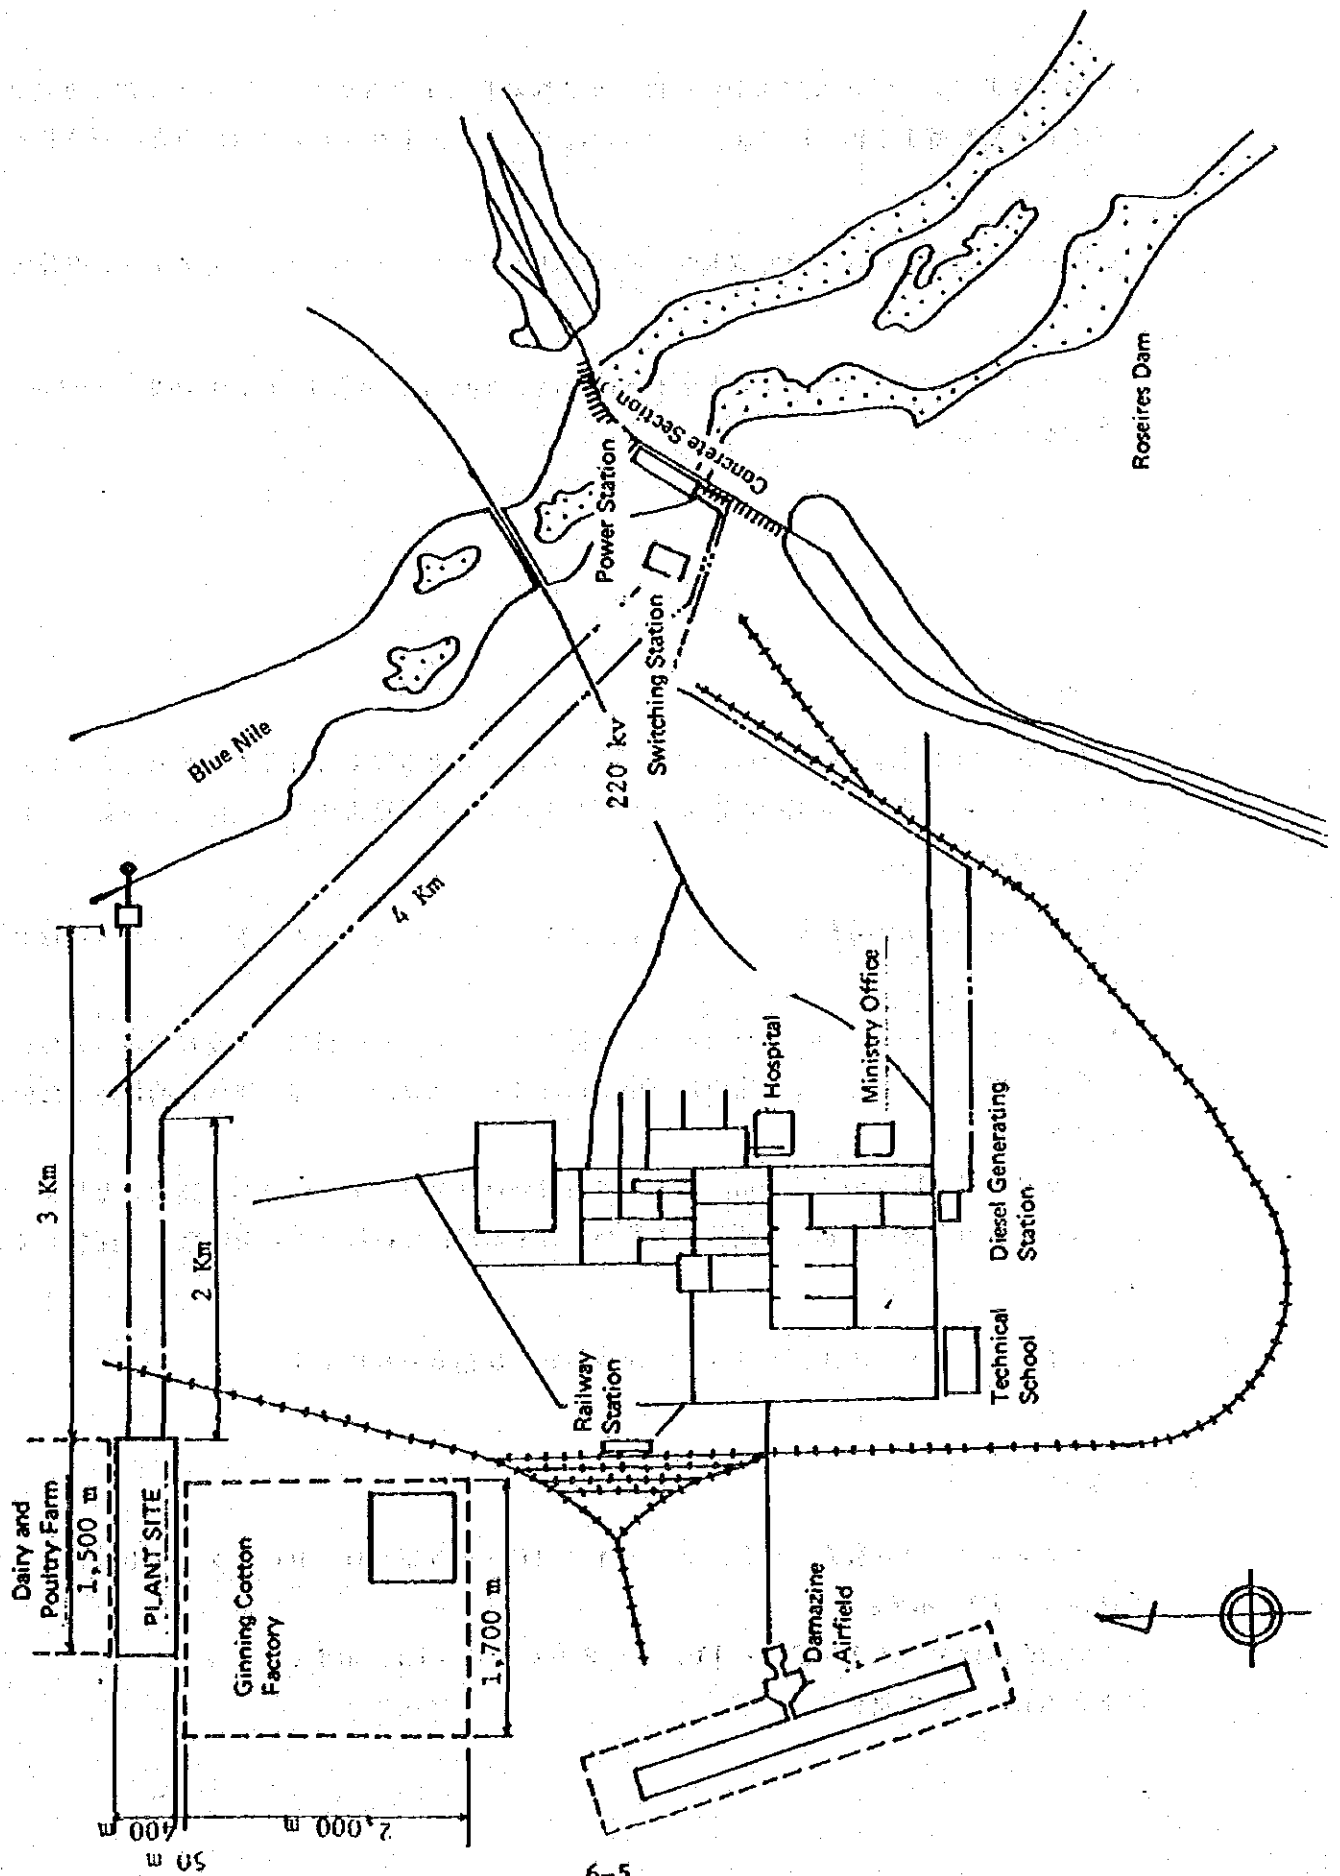 Dairy and
Poultry Farm
1,500 m
PLANT SITE
3 Km
2 Km
4 Km
Blue Nile
Ginning Cotton
Factory
1,700 m
400 m
50 m
2,000 m
Railway
Station
220 kv
Power Station
Switching Station
Concrete Section
Roseires Dam
Hospital
Ministry Office
Diesel Generating
Station
Technical
School
Damazine
Airfield
6-5